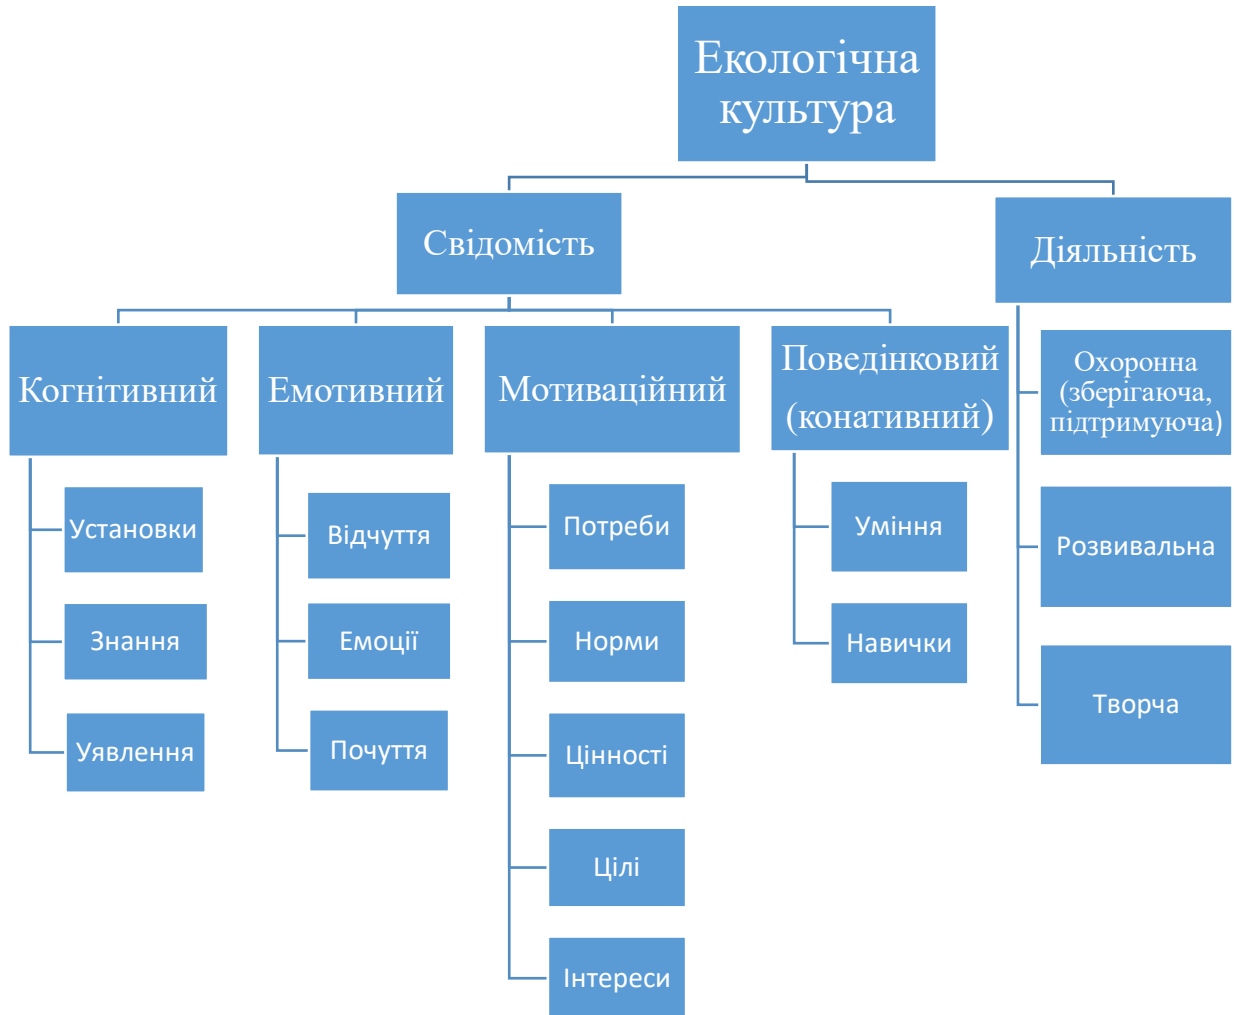 Екологічна
культура
Свідомість
Діяльність
Когнітивний
Емотивний
Мотиваційний
Поведінковий
(конативний)
Охоронна
(зберігаюча,
підтримуюча)
Установки
Знання
Уявлення
Відчуття
Емоції
Почуття
Потреби
Норми
Цінності
Цілі
Інтереси
Уміння
Навички
Розвивальна
Творча